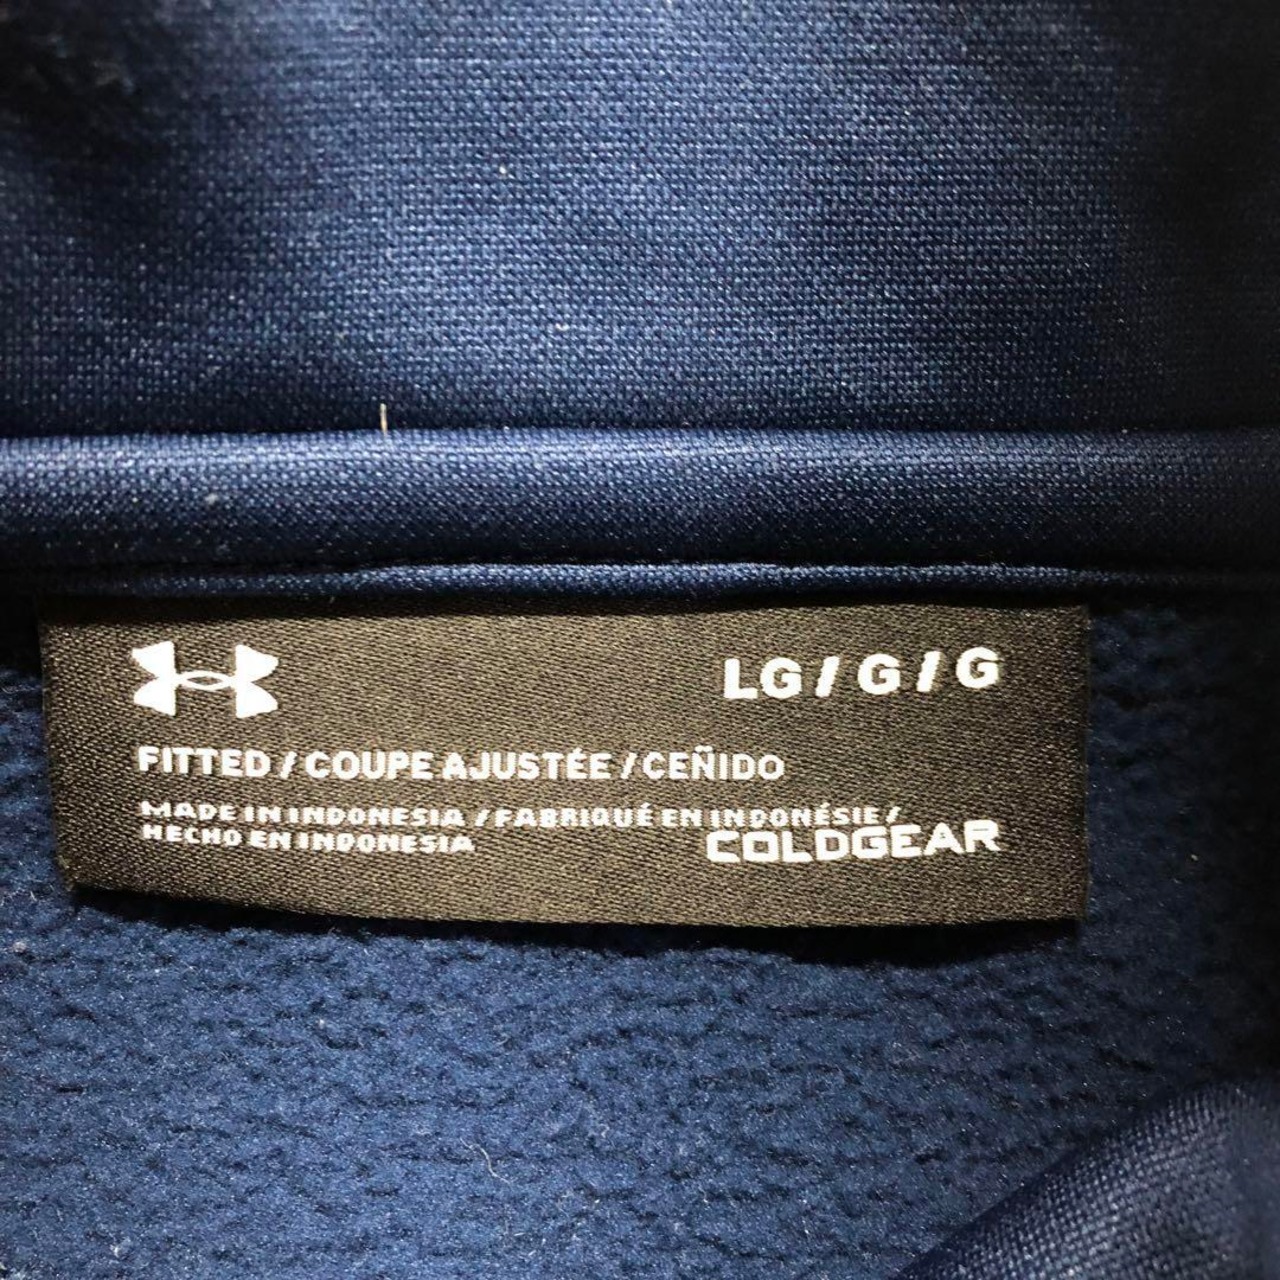 LG / G / G
FITTED / COUPE AJUSTÉE / CEÑIDO
MADE IN INDONESIA / FABRIQUÉ EN INDONÉSIE /
HECHO EN INDONESIA
COLDGEAR